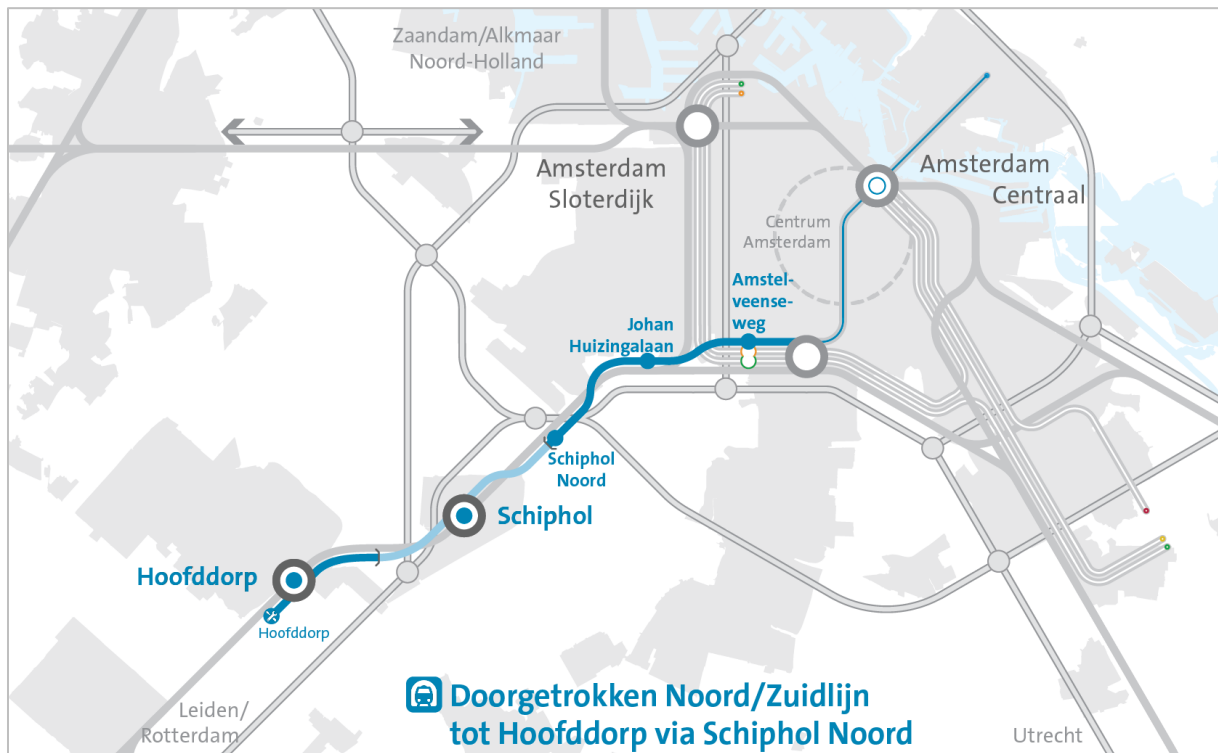 Zaandam/Alkmaar
Noord-Holland
Amsterdam
Sloterdijk
Amsterdam
Centraal
Centrum
Amsterdam
Amstel-
veense-
weg
Johan
Huizingalaan
Schiphol
Noord
Schiphol
Hoofddorp
Hoofddorp
Leiden/
Rotterdam
Utrecht
Doorgetrokken Noord/Zuidlijn
tot Hoofddorp via Schiphol Noord